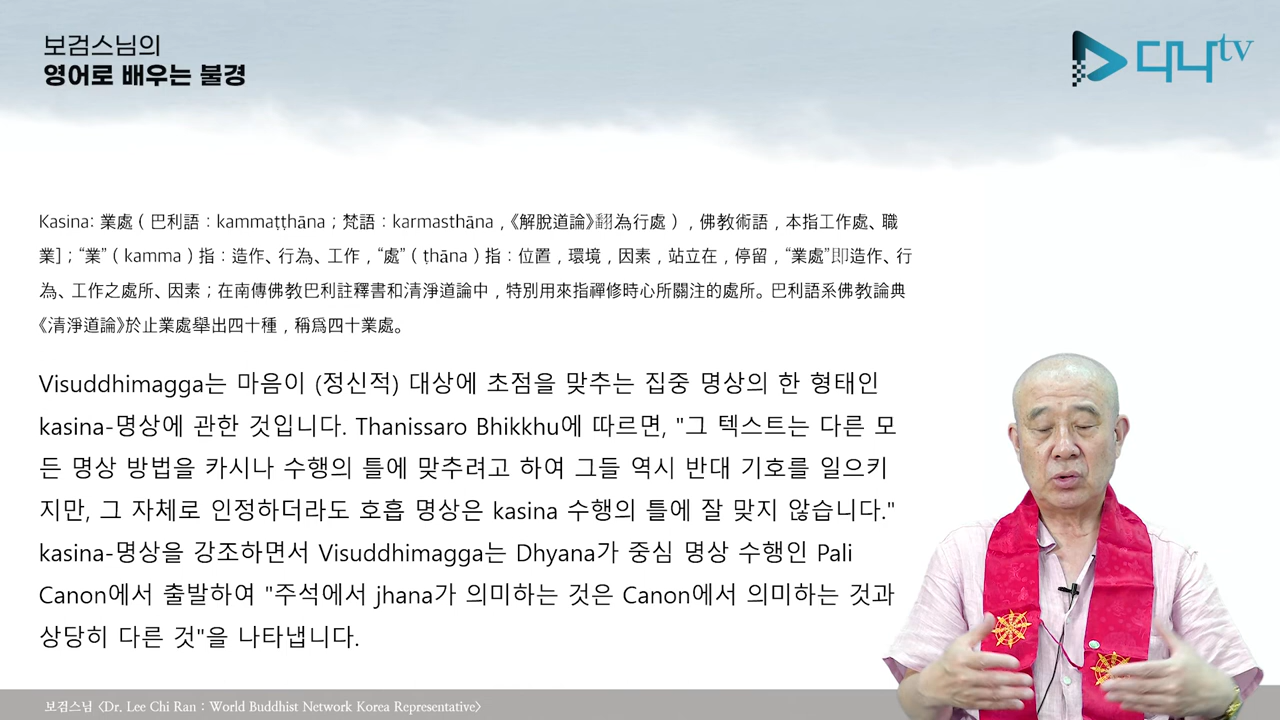 보검스님의
영어로 배우는 불경
다나tv
Kasina: 業處（巴利語：kammaṭṭhāna；梵語：karmasthāna，《解脫道論》翻為行處），佛教術語，本指工作處、職
業]；“業”（kamma）指：造作、行為、工作，“處”（ṭhāna）指：位置，環境，因素，站立在，停留，“業處”即造作、行
為、工作之處所、因素；在南傳佛教巴利註釋書和清淨道論中，特別用來指禪修時心所關注的處所。巴利語系佛教論典
《清淨道論》於止業處舉出四十種，稱爲四十業處。
Visuddhimagga는 마음이 (정신적) 대상에 초점을 맞추는 집중 명상의 한 형태인
kasina-명상에 관한 것입니다. Thanissaro Bhikkhu에 따르면, "그 텍스트는 다른 모
든 명상 방법을 카시나 수행의 틀에 맞추려고 하여 그들 역시 반대 기호를 일으키
지만, 그 자체로 인정하더라도 호흡 명상은 kasina 수행의 틀에 잘 맞지 않습니다."
kasina-명상을 강조하면서 Visuddhimagga는 Dhyana가 중심 명상 수행인 Pali
Canon에서 출발하여 "주석에서 jhana가 의미하는 것은 Canon에서 의미하는 것과
상당히 다른 것"을 나타냅니다.
보검스님 <Dr. Lee Chi Ran : World Buddhist Network Korea Representative>